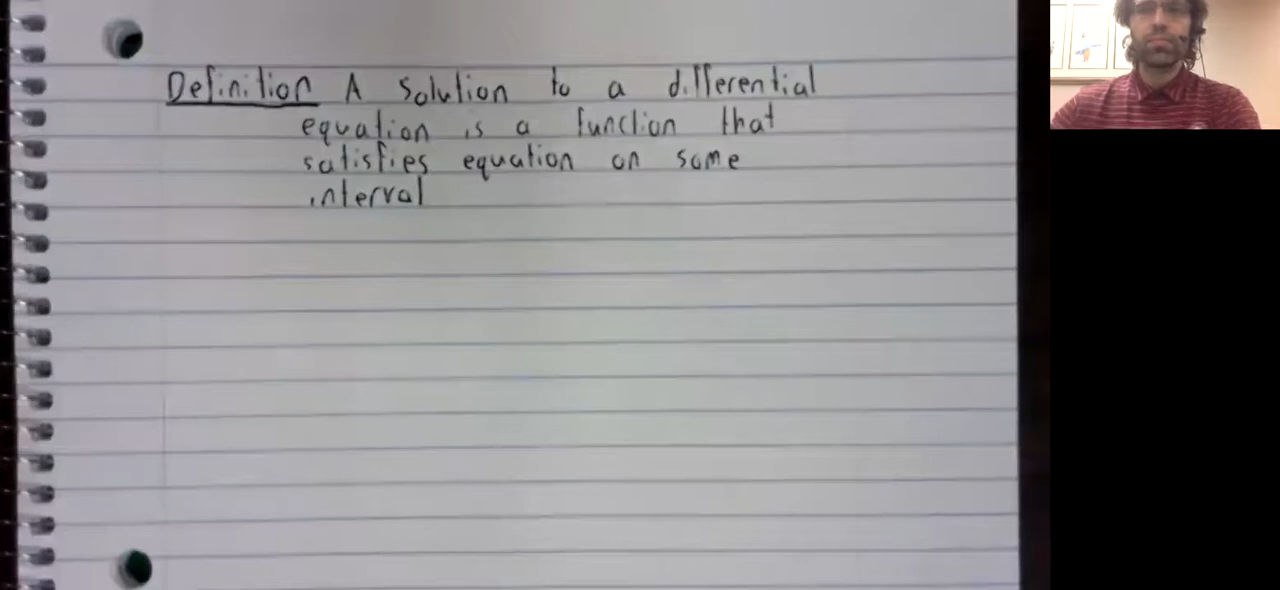 Definition A solution to a differential
equation is a function that
satisfies equation on some
interval